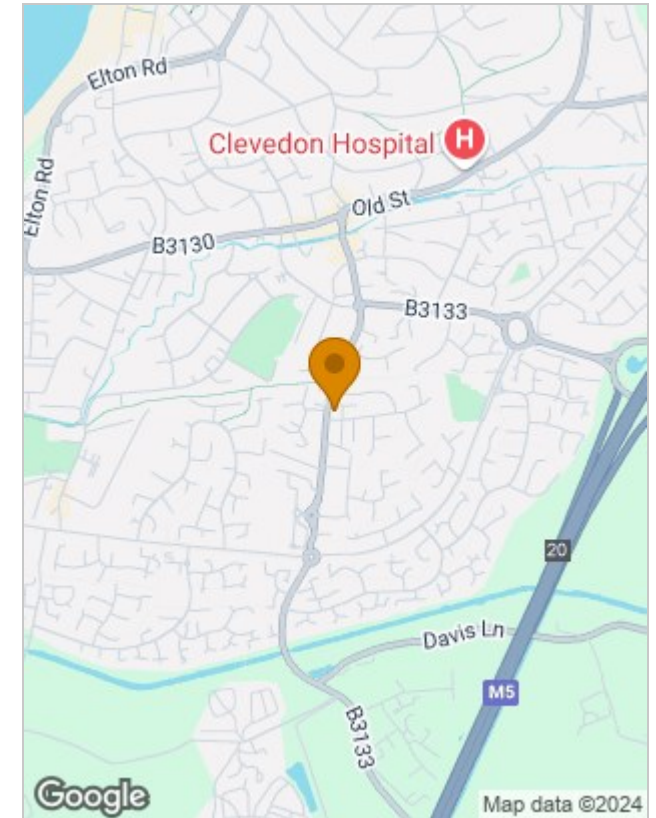 Elton Rd
Clevedon Hospital H
Elton Rd
Old St
B3130
B3133
20
Davis Ln
M5
B3133
Google
Map data ©2024